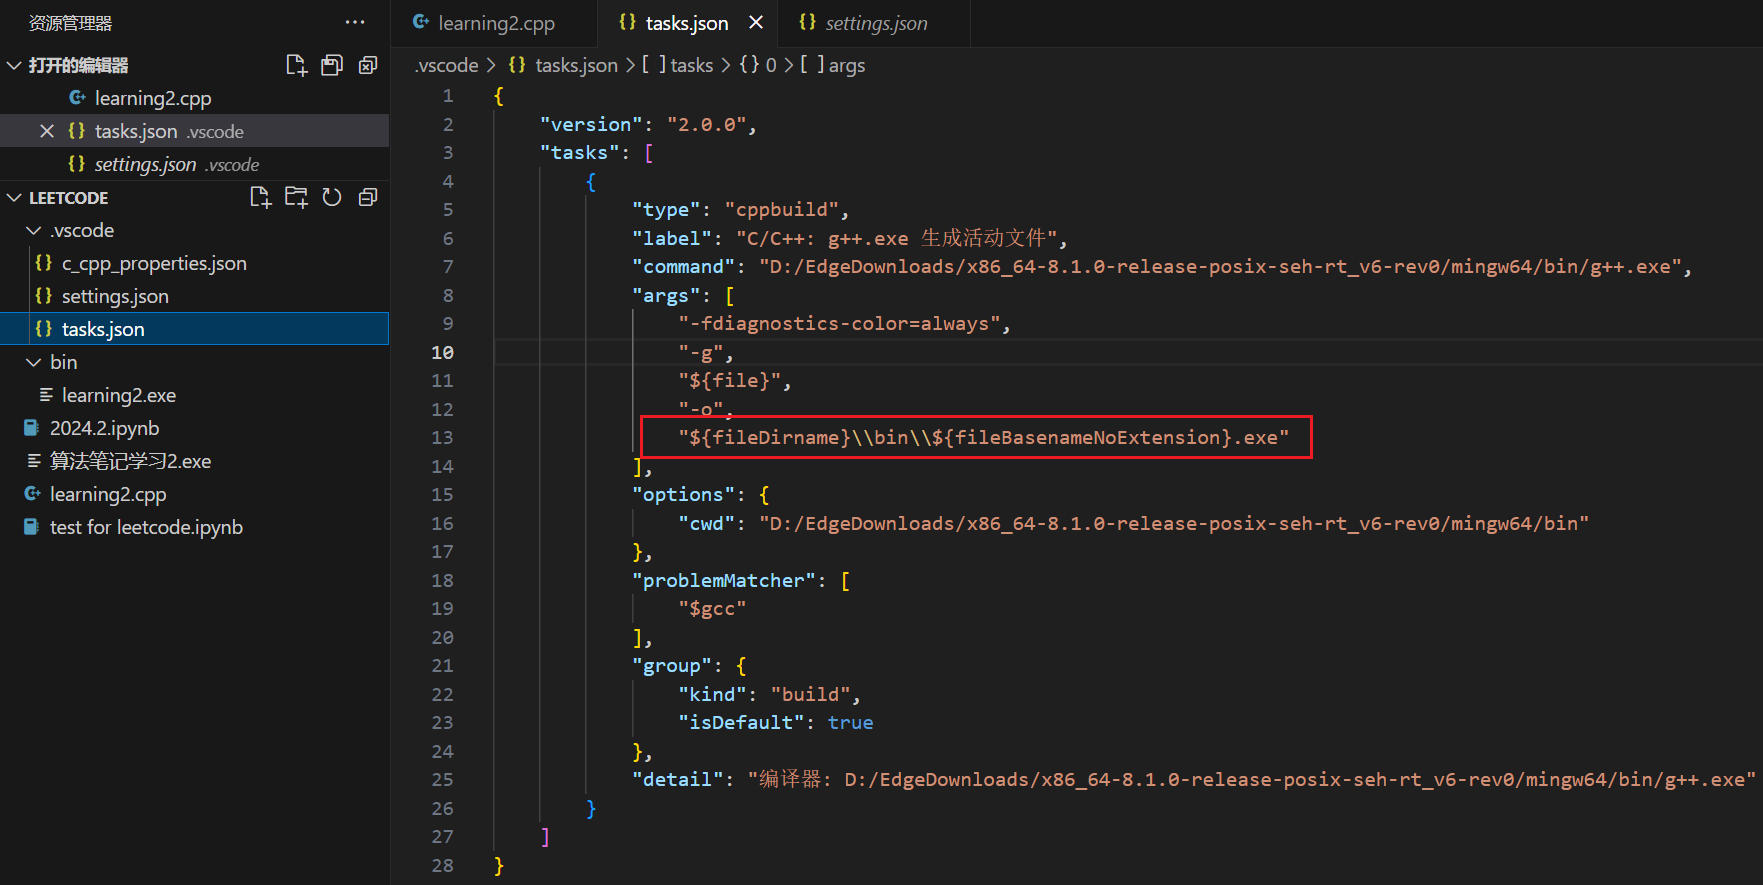 资源管理器 ···
打开的编辑器
learning2.cpp
tasks.json .vscode
settings.json .vscode
LEETCODE
.vscode
c_cpp_properties.json
settings.json
tasks.json
bin
learning2.exe
2024.2.ipynb
算法笔记学习2.exe
learning2.cpp
test for leetcode.ipynb
learning2.cpp {} tasks.json × {} settings.json
.vscode > {} tasks.json > [ ] tasks > {} 0 > [ ] args
1 {
2 "version": "2.0.0",
3 "tasks": [
4 {
5 "type": "cppbuild",
6 "label": "C/C++: g++.exe 生成活动文件",
7 "command": "D:/EdgeDownloads/x86_64-8.1.0-release-posix-seh-rt_v6-rev0/mingw64/bin/g++.exe",
8 "args": [
9 "-fdiagnostics-color=always",
10 "-g",
11 "${file}",
12 "-o",
13 "${fileDirname}\\bin\\${fileBasenameNoExtension}.exe"
14 ],
15 "options": {
16 "cwd": "D:/EdgeDownloads/x86_64-8.1.0-release-posix-seh-rt_v6-rev0/mingw64/bin"
17 },
18 "problemMatcher": [
19 "$gcc"
20 ],
21 "group": {
22 "kind": "build",
23 "isDefault": true
24 },
25 "detail": "编译器: D:/EdgeDownloads/x86_64-8.1.0-release-posix-seh-rt_v6-rev0/mingw64/bin/g++.exe"
26 }
27 ]
28 }